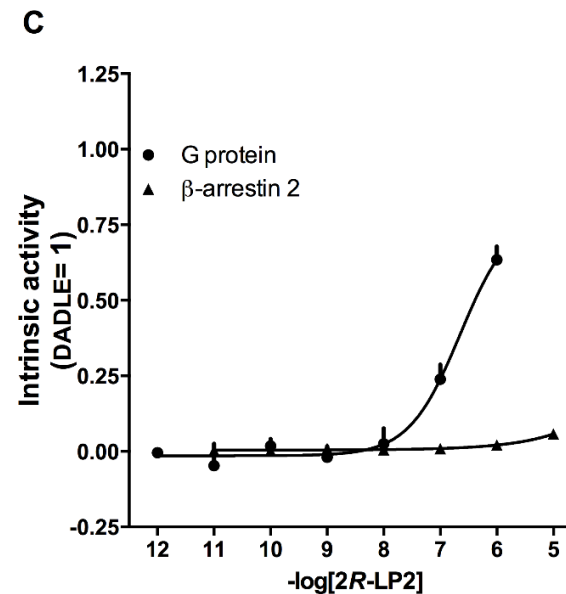 C
Intrinsic activity
(DADLE= 1)
1.25
1.00
0.75
0.50
0.25
0.00
-0.25
G protein
β-arrestin 2
12 11 10 9 8 7 6 5
-log[2R-LP2]